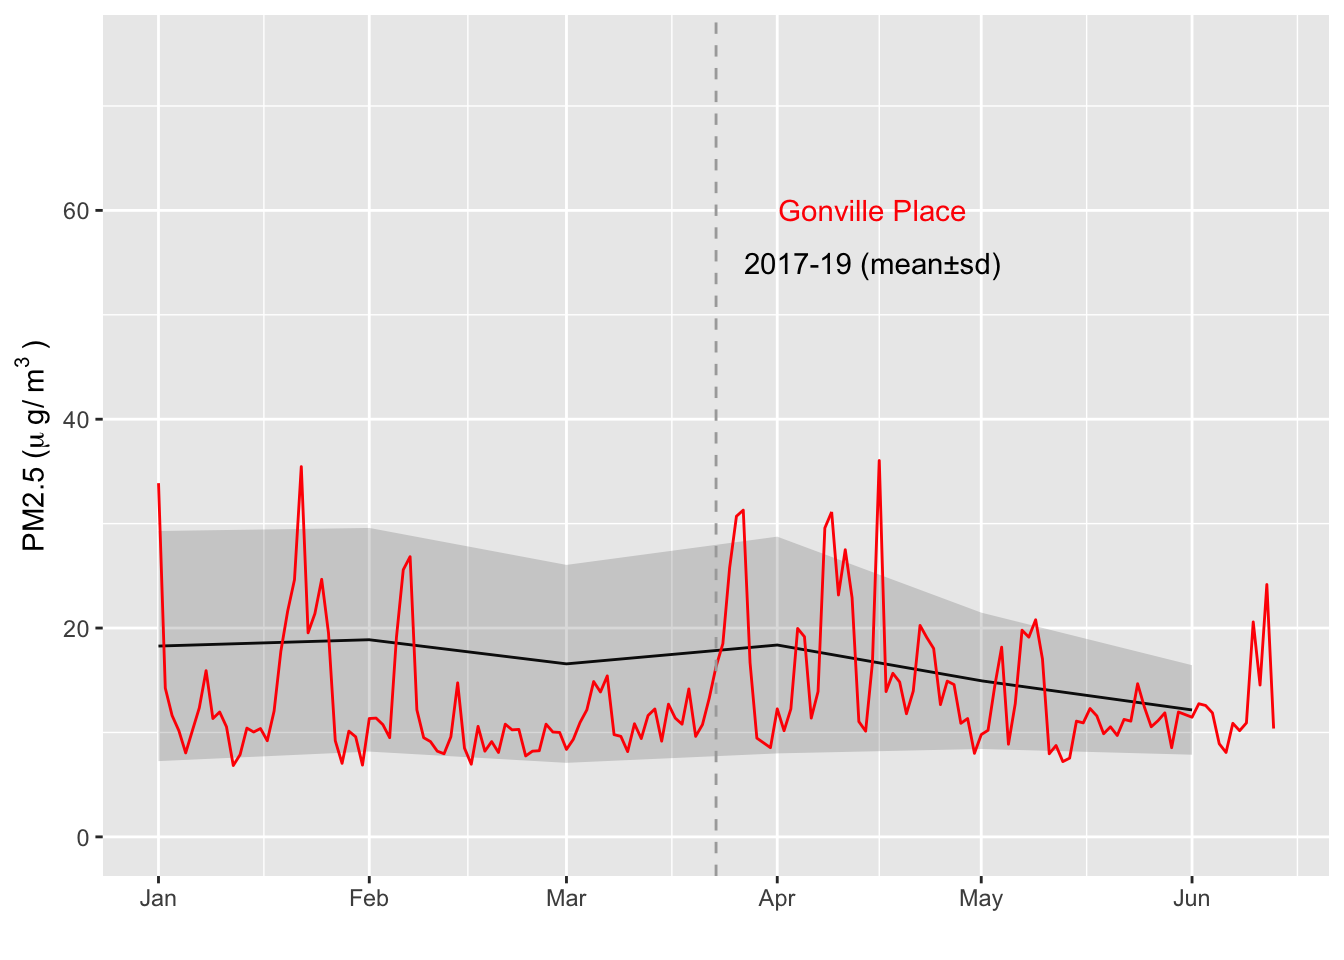 PM2.5 (μ g/ m³ )
60
40
20
0
Gonville Place
2017-19 (mean±sd)
Jan Feb Mar Apr May Jun